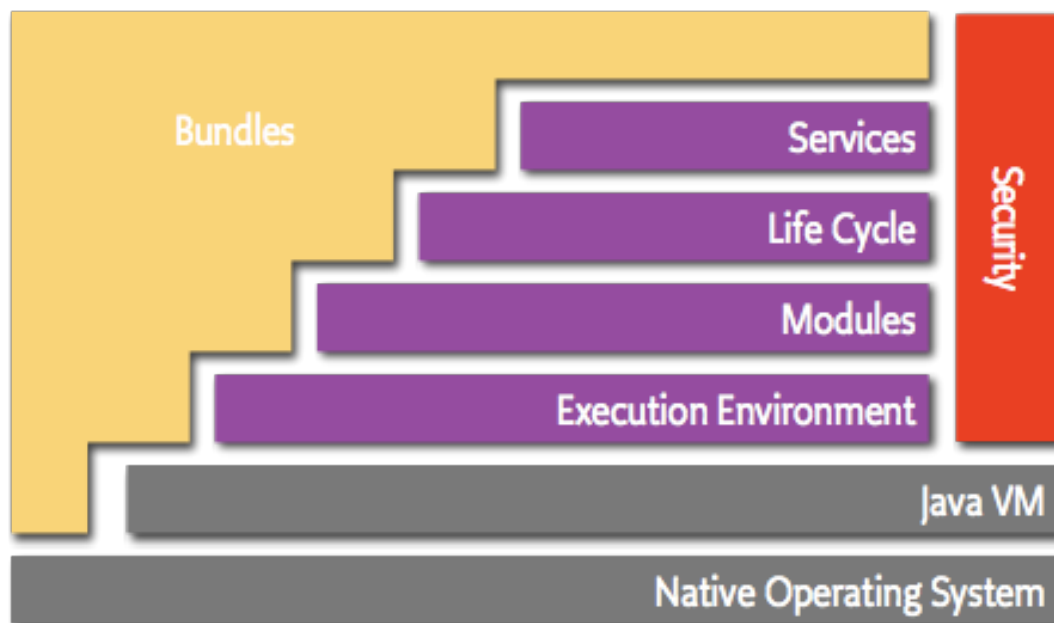 Bundles
Services
Life Cycle
Modules
Execution Environment
Security
Java VM
Native Operating System